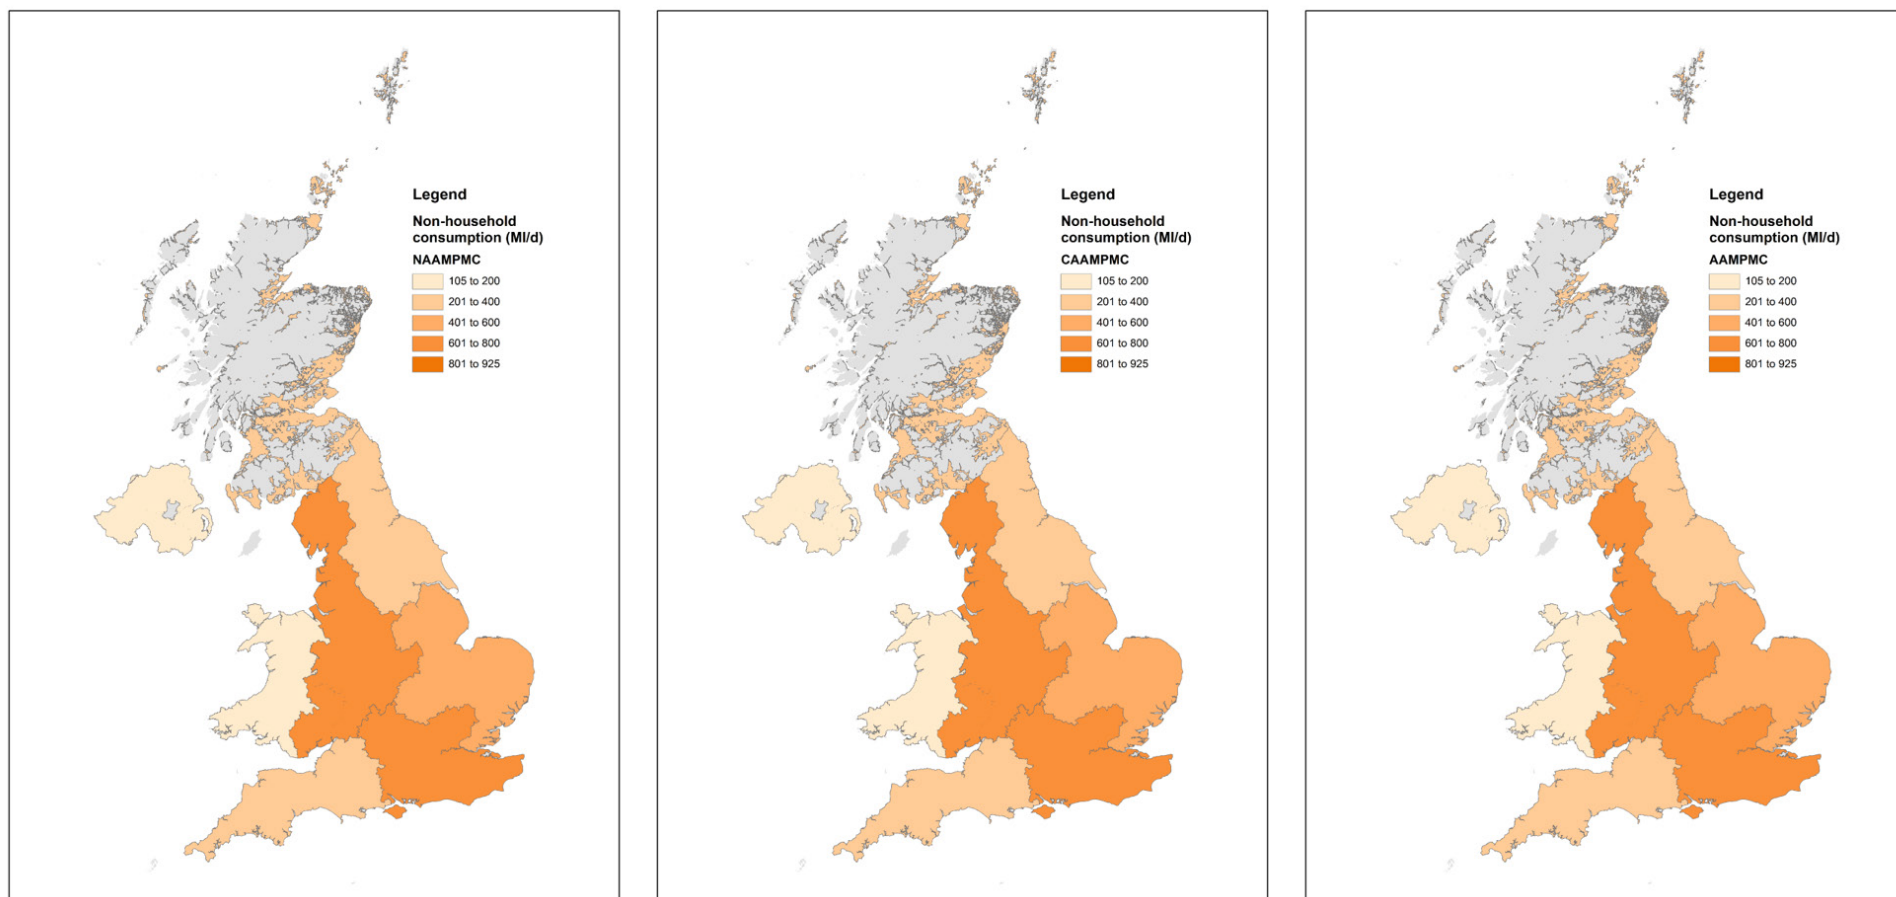 Legend
Non-household
consumption (Ml/d)
NAAMPMC
105 to 200
201 to 400
401 to 600
601 to 800
801 to 925
Legend
Non-household
consumption (Ml/d)
CAAMPMC
105 to 200
201 to 400
401 to 600
601 to 800
801 to 925
Legend
Non-household
consumption (Ml/d)
AAMPMC
105 to 200
201 to 400
401 to 600
601 to 800
801 to 925